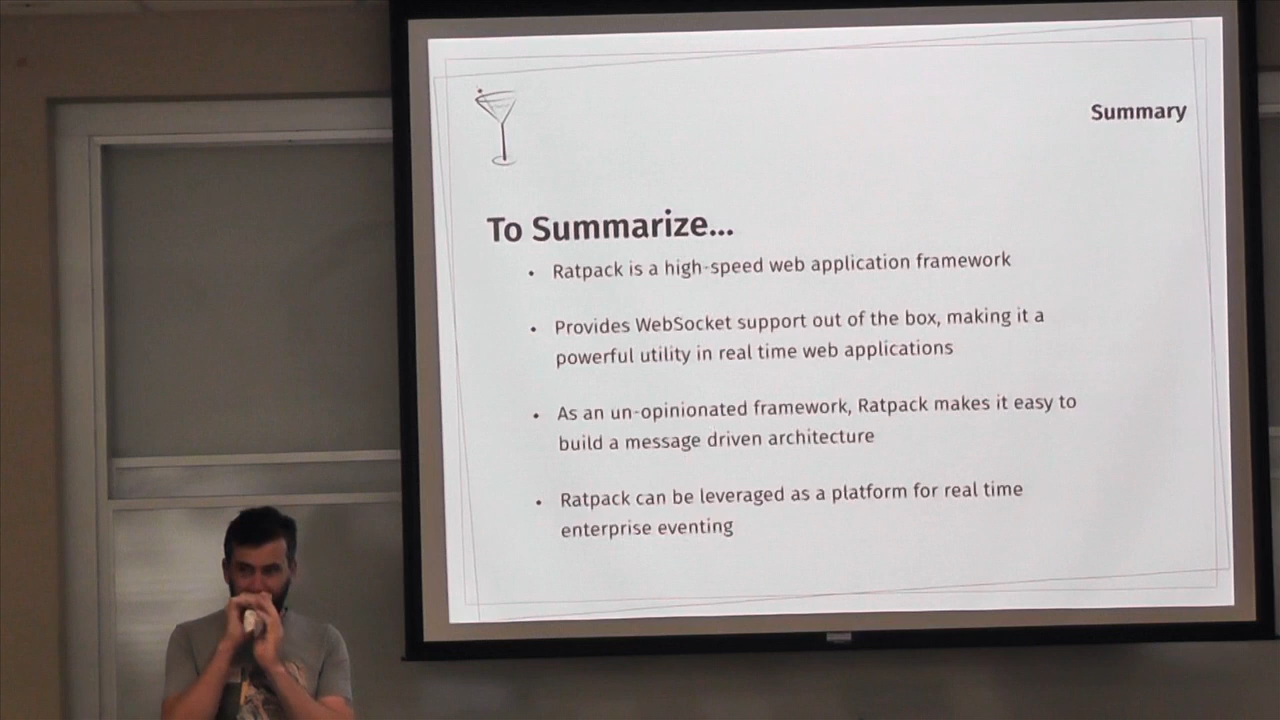 Summary
To Summarize...
• Ratpack is a high-speed web application framework
• Provides WebSocket support out of the box, making it a
powerful utility in real time web applications
• As an un-opinionated framework, Ratpack makes it easy to
build a message driven architecture
• Ratpack can be leveraged as a platform for real time
enterprise eventing